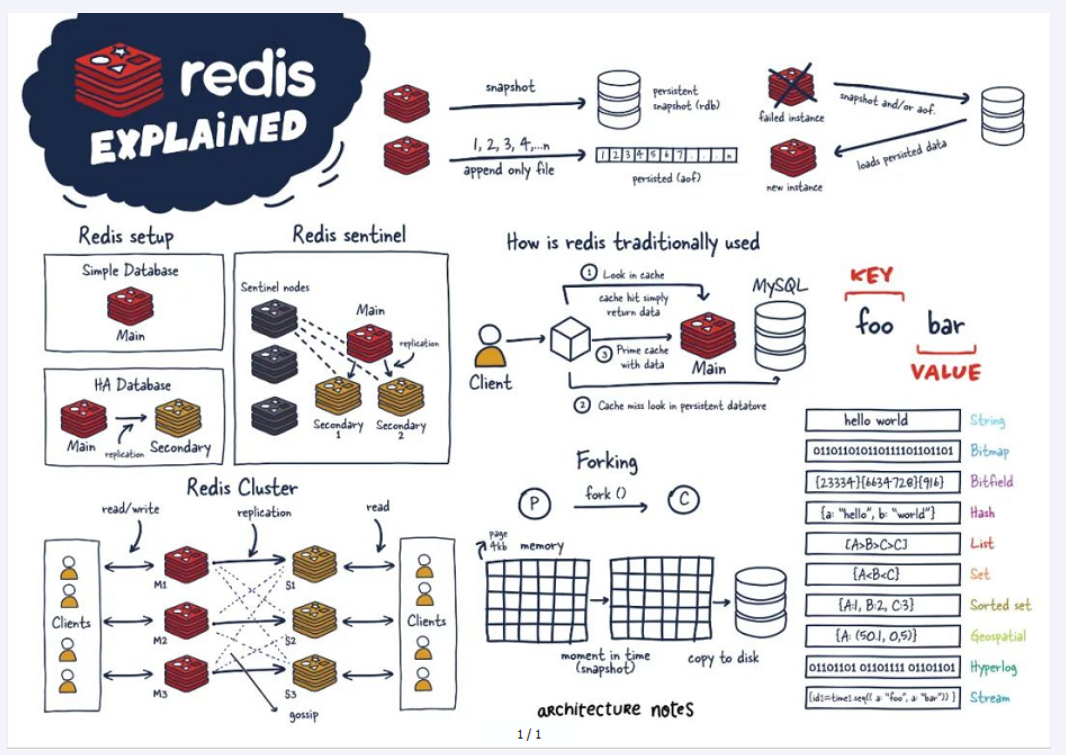 redis
EXPLAINED
snapshot
persistent
snapshot (rdb)
1, 2, 3, 4,...n
append only file
1 2 3 4 5 6 7 . . . n
persisted (aof)
failed instance
snapshot and/or aof.
loads persisted data
new instance
Redis setup
Simple Database
Main
HA Database
Main
replication
Secondary
Redis sentinel
Sentinel nodes
Main
replication
Secondary
1
Secondary
2
How is redis traditionally used
1 Look in cache
cache hit simply
return data
MySQL
Client
3 Prime cache
with data
Main
2 Cache miss look in persistent datatore
KEY
foo bar
VALUE
hello world String
011011010110111101101101 Bitmap
{23334}{6634728}{916} Bitfield
{a: "hello", b: "world"} Hash
[A>B>C>C] List
{A<B<C} Set
{A:1, B:2, C:3} Sorted set
{A: (50.1, 0,5)} Geospatial
01101101 01101111 01101101 Hyperlog
{id1=time1.seq(( a: "foo", a: "bar")) } Stream
Redis Cluster
read/write
replication
read
Clients
M1
S1
M2
S2
M3
S3
Clients
gossip
Forking
P
fork ()
C
page
4kb
memory
moment in time
(snapshot)
copy to disk
architecture notes
1 / 1